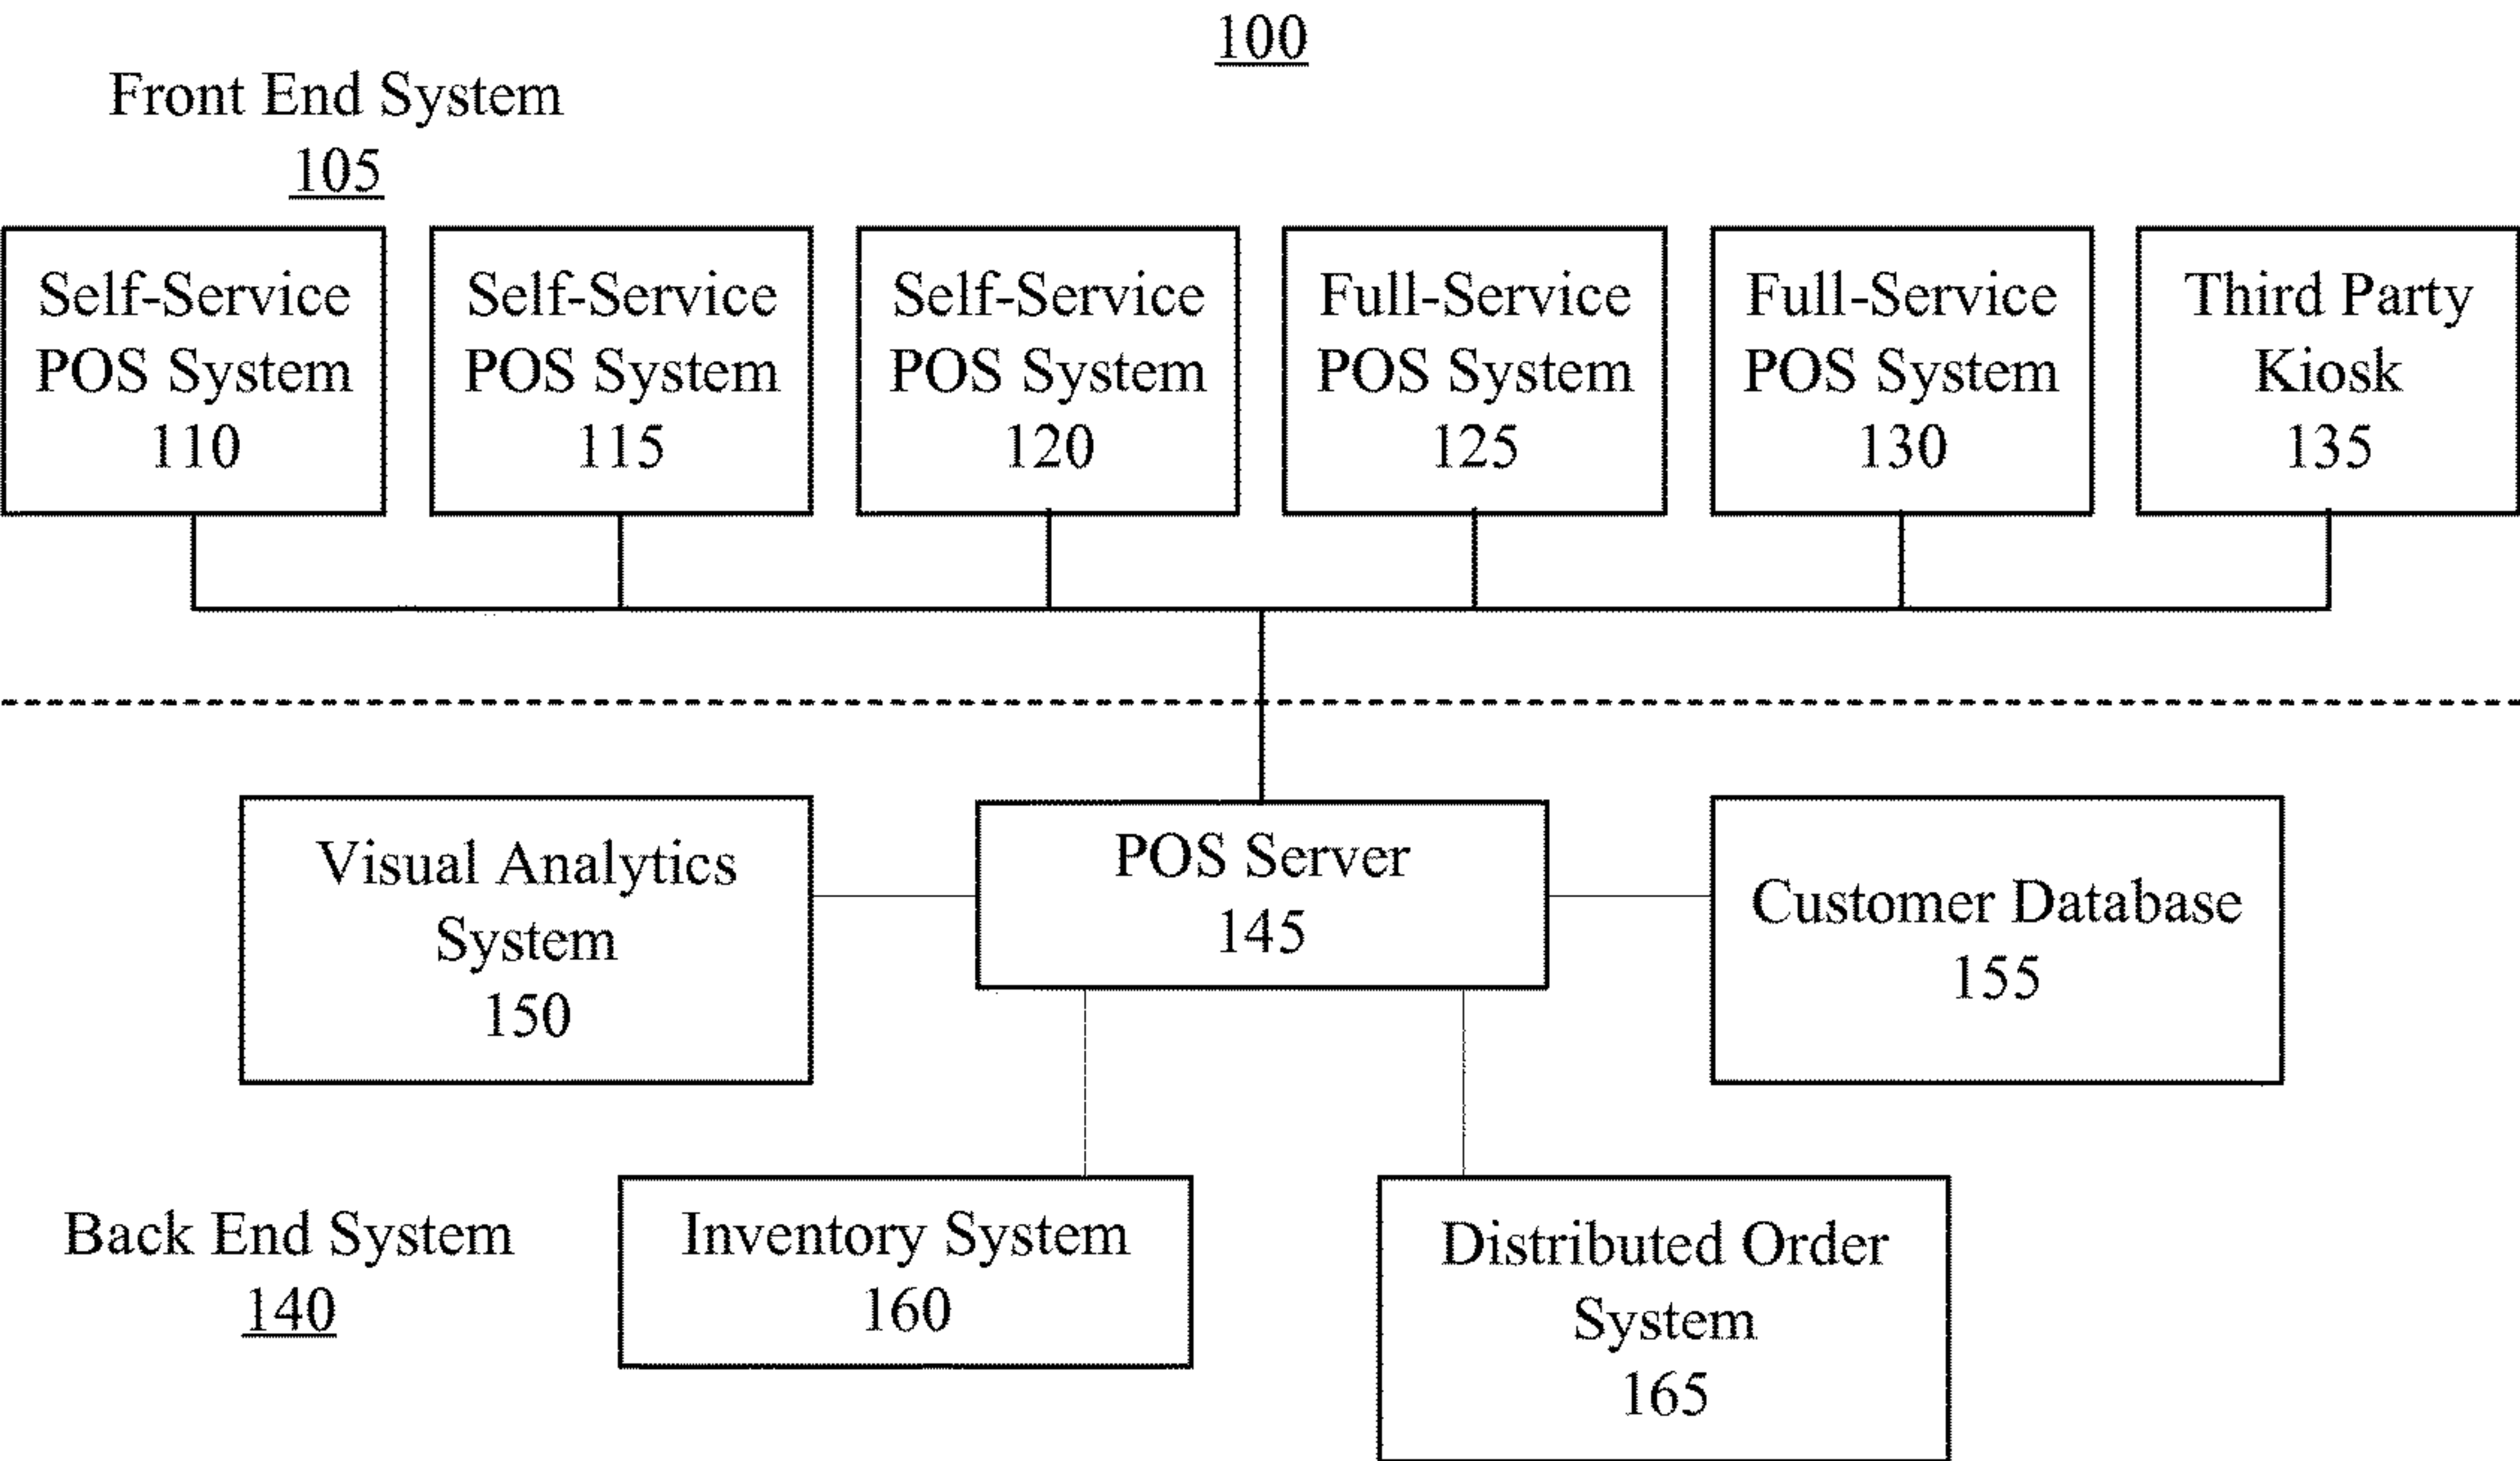 100
Front End System
105
Self-Service
POS System
110
Self-Service
POS System
115
Self-Service
POS System
120
Full-Service
POS System
125
Full-Service
POS System
130
Third Party
Kiosk
135
Visual Analytics
System
150
POS Server
145
Customer Database
155
Back End System
140
Inventory System
160
Distributed Order
System
165